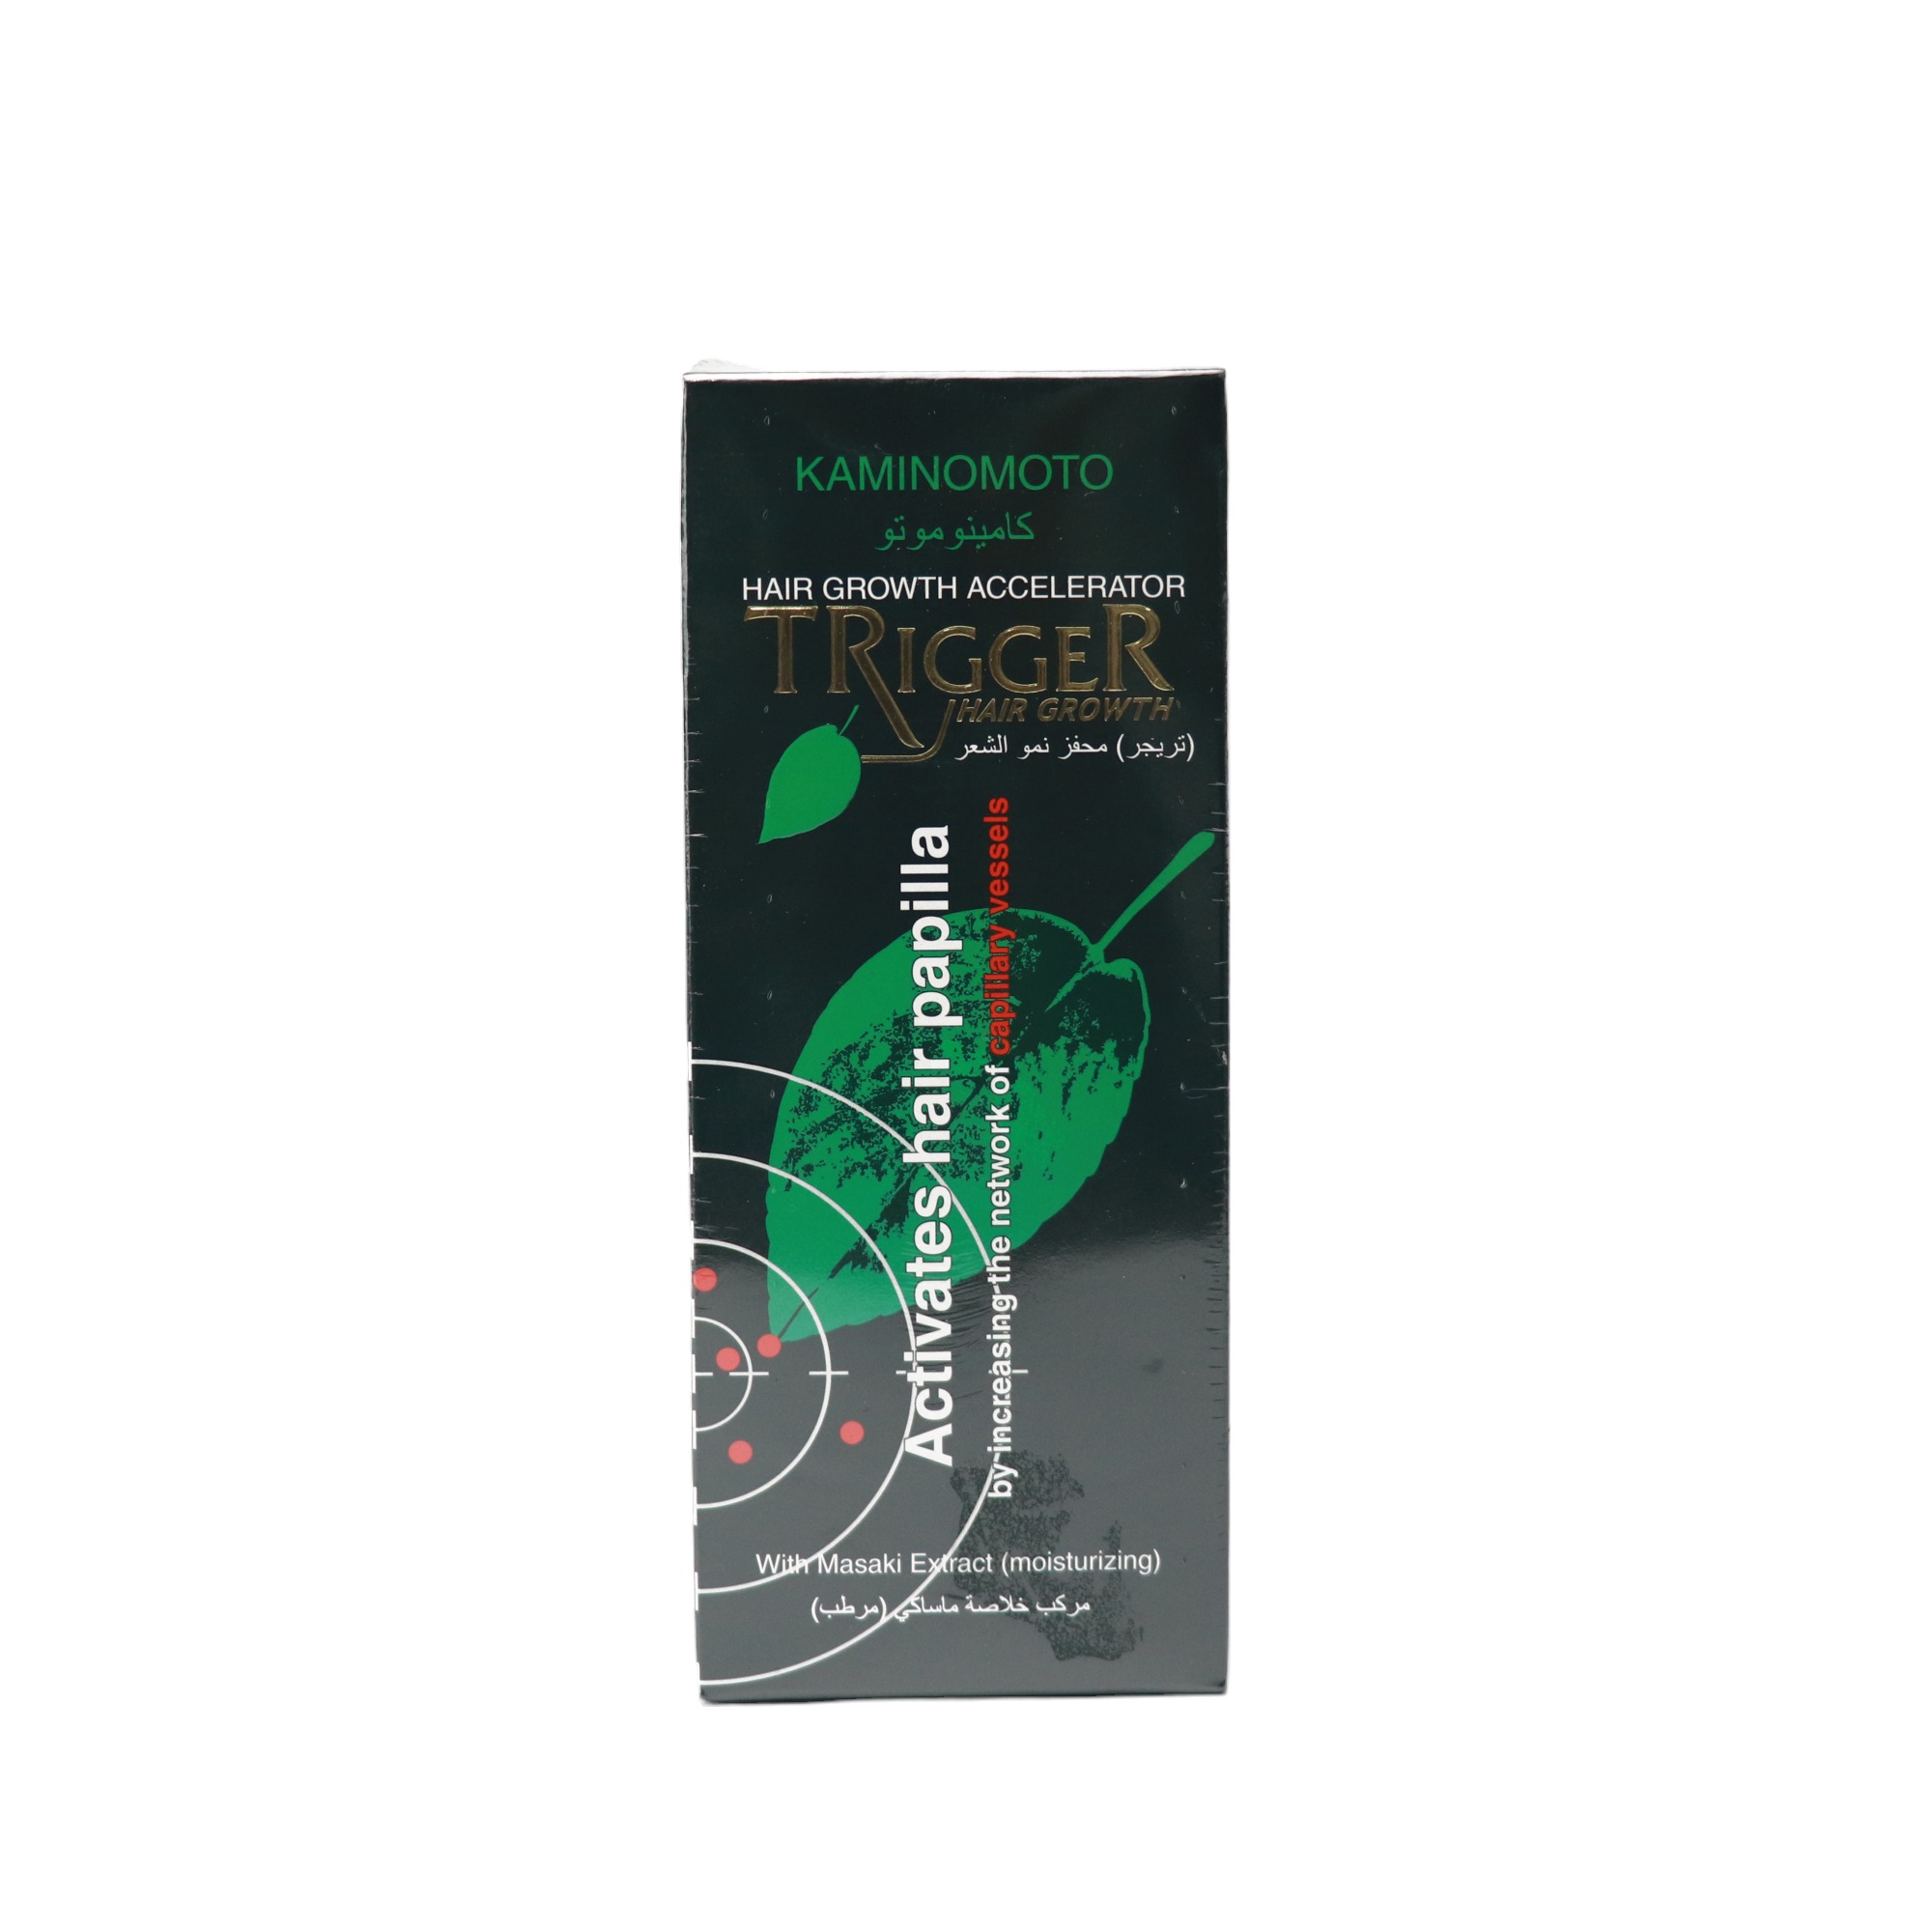 KAMINOMOTO
كامينوموتو
HAIR GROWTH ACCELERATOR
TRIGGER
HAIR GROWTH
(تريجر) محفز نمو الشعر
Activates hair papilla
by increasing the network of capillary vessels
With Masaki Extract (moisturizing)
مركب خلاصة ماساكي (مرطب)